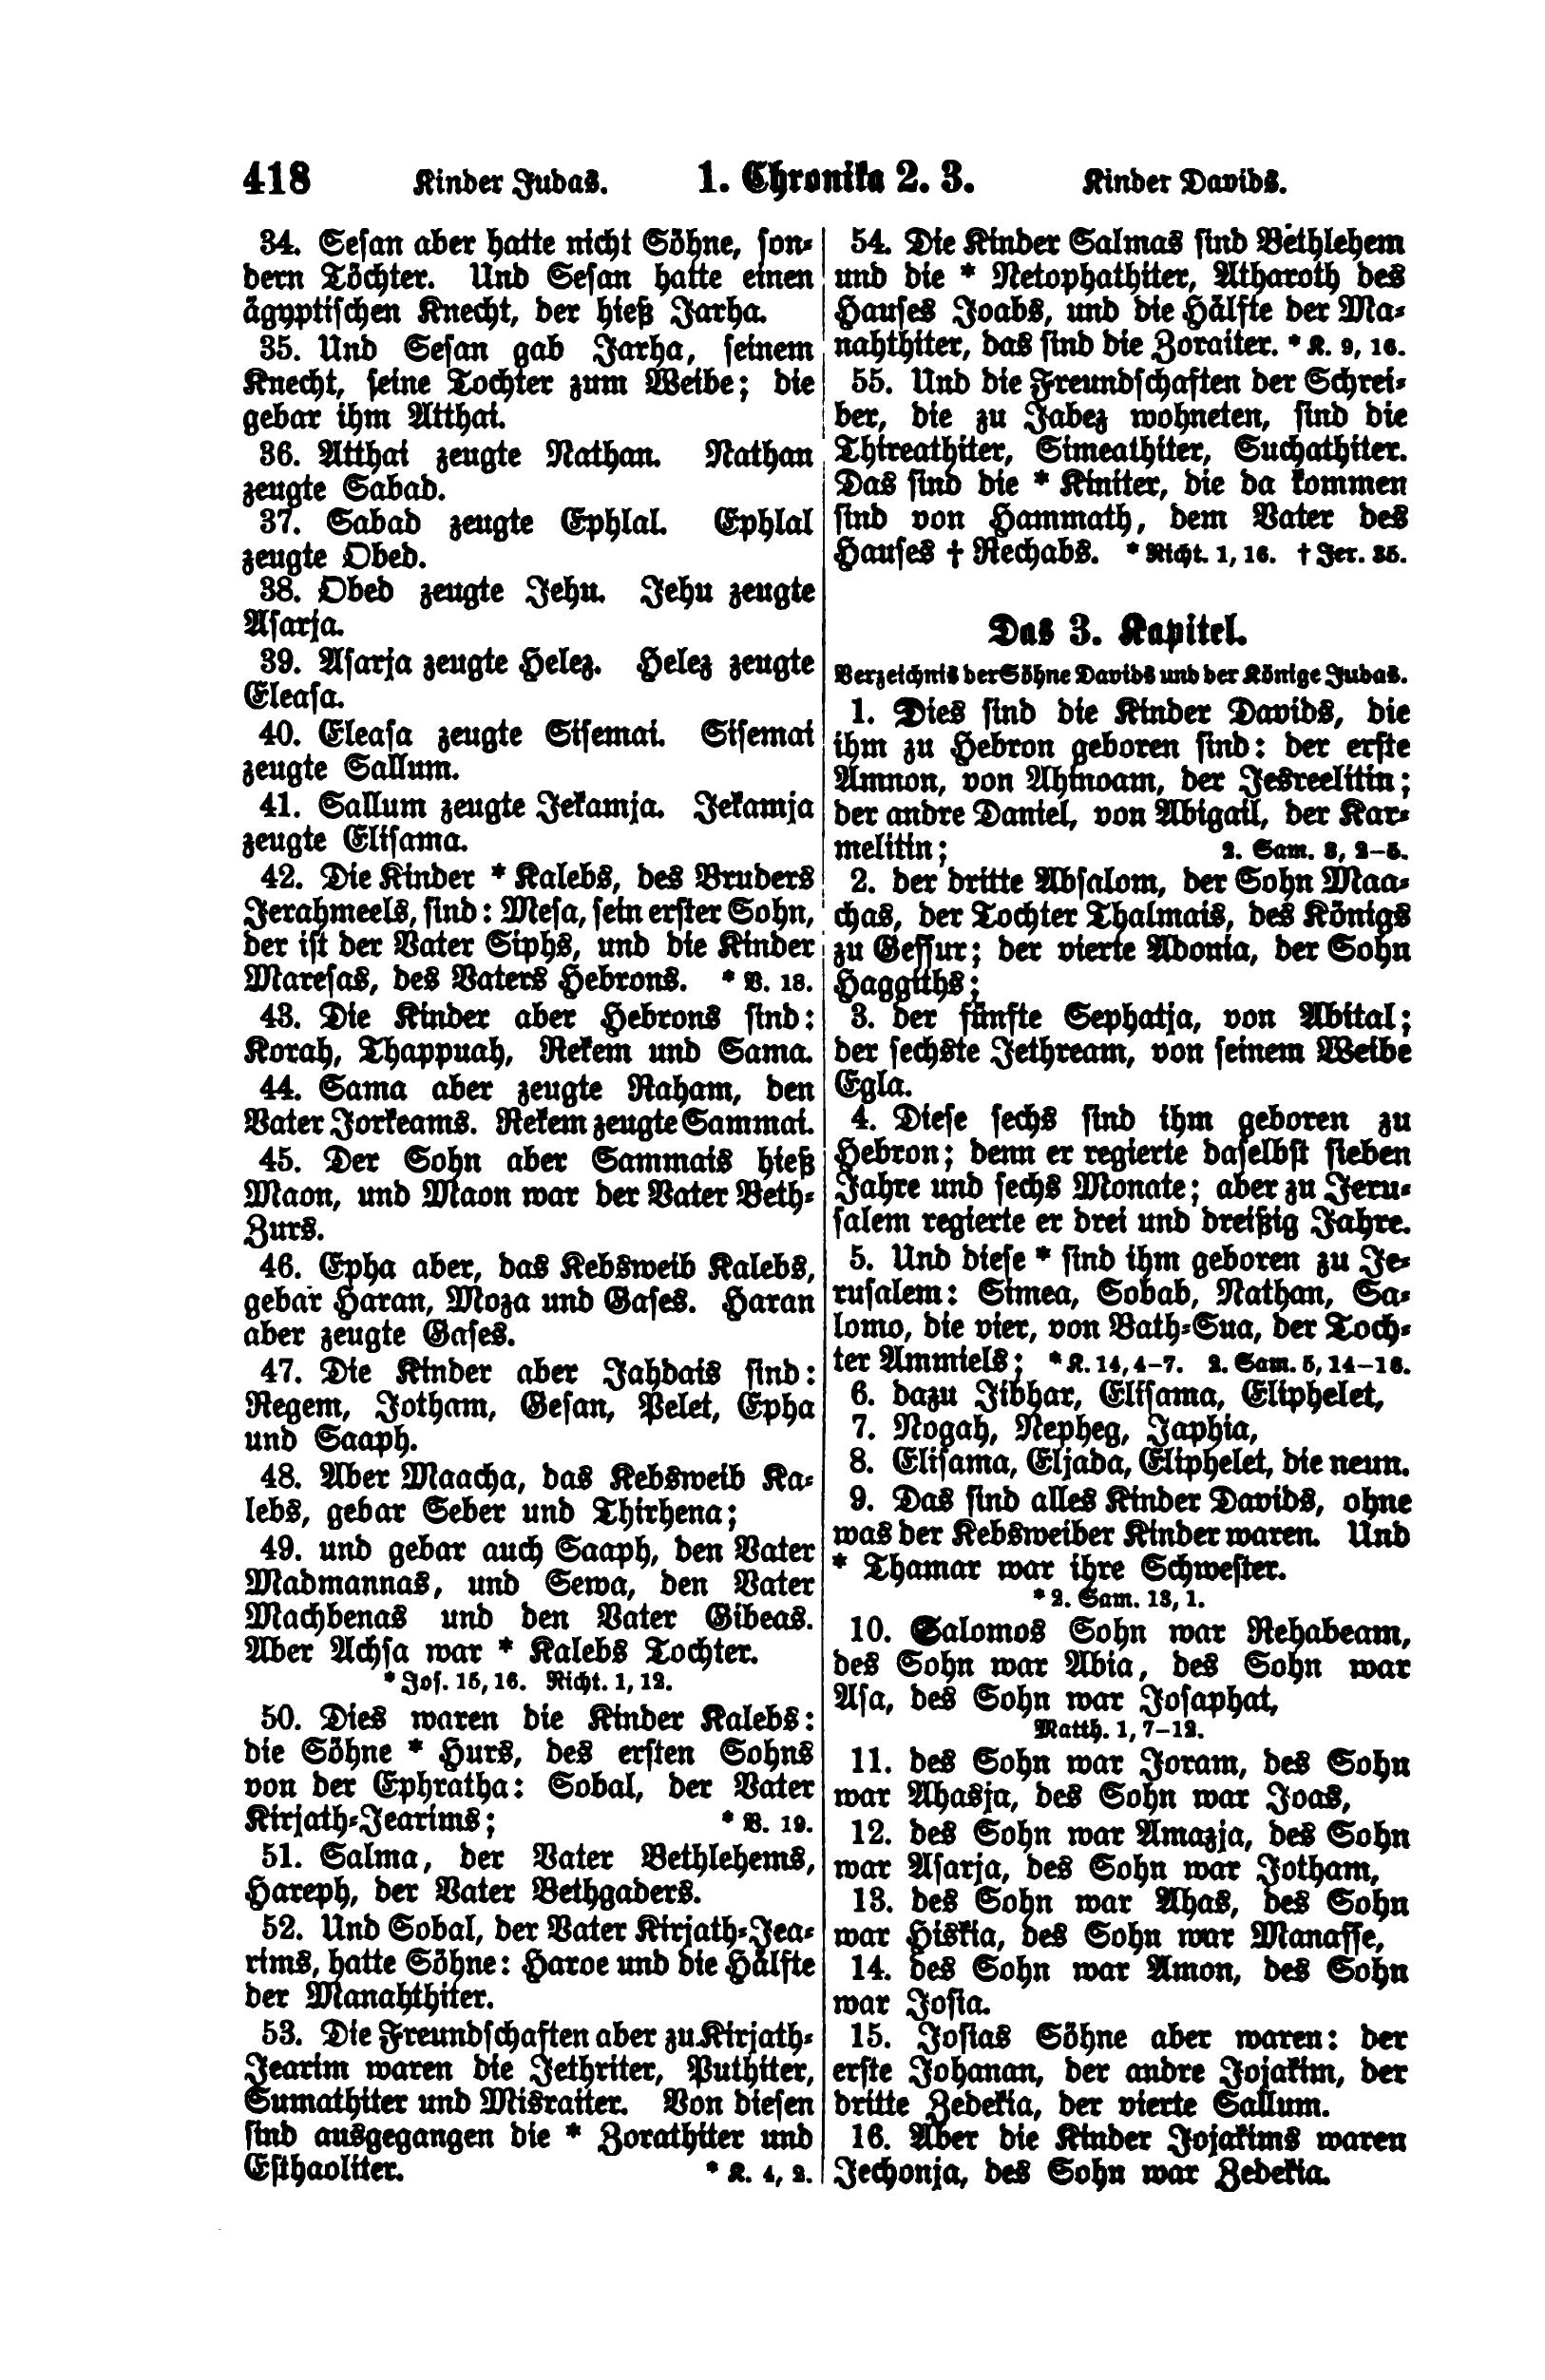 418 Kinder Judas. 1. Chronika 2. 3. Kinder Davids.
34. Sesan aber hatte nicht Söhne, son-
dern Töchter. Und Sesan hatte einen
ägyptischen Knecht, der hieß Jarha.
35. Und Sesan gab Jarha, seinem
Knecht, seine Tochter zum Weibe; die
gebar ihm Atthai.
36. Atthai zeugte Nathan. Nathan
zeugte Sabad.
37. Sabad zeugte Ephlal. Ephlal
zeugte Obed.
38. Obed zeugte Jehu. Jehu zeugte
Asarja.
39. Asarja zeugte Helez. Helez zeugte
Eleasa.
40. Eleasa zeugte Sisemai. Sisemai
zeugte Sallum.
41. Sallum zeugte Jekamja. Jekamja
zeugte Elisama.
42. Die Kinder * Kalebs, des Bruders
Jerahmeels, sind: Mesa, sein erster Sohn,
der ist der Vater Siphs, und die Kinder
Maresas, des Vaters Hebrons. * V. 18.
43. Die Kinder aber Hebrons sind:
Korah, Thappuah, Rekem und Sama.
44. Sama aber zeugte Raham, den
Vater Jorkeams. Rekem zeugte Sammai.
45. Der Sohn aber Sammais hieß
Maon, und Maon war der Vater Beth-
Zurs.
46. Epha aber, das Kebsweib Kalebs,
gebar Haran, Moza und Gases. Haran
aber zeugte Gases.
47. Die Kinder aber Jahdais sind:
Regem, Jotham, Gesan, Pelet, Epha
und Saaph.
48. Aber Maacha, das Kebsweib Ka-
lebs, gebar Seber und Thirhena;
49. und gebar auch Saaph, den Vater
Madmannas, und Sewa, den Vater
Machbenas und den Vater Gibeas.
Aber Achsa war * Kalebs Tochter.
* Jos. 15, 16. Richt. 1, 12.
50. Dies waren die Kinder Kalebs:
die Söhne * Hurs, des ersten Sohns
von der Ephratha: Sobal, der Vater
Kirjath-Jearims; * V. 19.
51. Salma, der Vater Bethlehems,
Hareph, der Vater Bethgaders.
52. Und Sobal, der Vater Kirjath-Jea-
rims, hatte Söhne: Haroe und die Hälfte
der Manahthiter.
53. Die Freundschaften aber zu Kirjath-
Jearim waren die Jethriter, Puthiter,
Sumathiter und Misraiter. Von diesen
sind ausgegangen die * Zorathiter und
Esthaoliter. * K. 4, 2.
54. Die Kinder Salmas sind Bethlehem
und die * Netophathiter, Atharoth des
Hauses Joabs, und die Hälfte der Ma-
nahthiter, das sind die Zoraiter. * K. 9, 16.
55. Und die Freundschaften der Schrei-
ber, die zu Jabez wohneten, sind die
Thireathiter, Simeathiter, Suchathiter.
Das sind die * Kiniter, die da kommen
sind von Hammath, dem Vater des
Hauses † Rechabs. * Richt. 1, 16. † Jer. 35.
Das 3. Kapitel.
Verzeichnis der Söhne Davids und der Könige Judas.
1. Dies sind die Kinder Davids, die
ihm zu Hebron geboren sind: der erste
Amnon, von Ahinoam, der Jesreelitin;
der andre Daniel, von Abigail, der Kar-
melitin; 2. Sam. 3, 2-5.
2. der dritte Absalom, der Sohn Maa-
chas, der Tochter Thalmais, des Königs
zu Gessur; der vierte Adonia, der Sohn
Haggiths;
3. der fünfte Sephatja, von Abital;
der sechste Jethream, von seinem Weibe
Egla.
4. Diese sechs sind ihm geboren zu
Hebron; denn er regierte daselbst sieben
Jahre und sechs Monate; aber zu Jeru-
salem regierte er drei und dreißig Jahre.
5. Und diese * sind ihm geboren zu Je-
rusalem: Simea, Sobab, Nathan, Sa-
lomo, die vier, von Bath-Sua, der Toch-
ter Ammiels; * K. 14, 4-7. 2. Sam. 5, 14-16.
6. dazu Jibhar, Elisama, Eliphelet,
7. Nogah, Nepheg, Japhia,
8. Elisama, Eljada, Eliphelet, die neun.
9. Das sind alles Kinder Davids, ohne
was der Kebsweiber Kinder waren. Und
* Thamar war ihre Schwester.
* 2. Sam. 13, 1.
10. Salomos Sohn war Rehabeam,
des Sohn war Abia, des Sohn war
Asa, des Sohn war Josaphat,
Matth. 1, 7-12.
11. des Sohn war Joram, des Sohn
war Ahasja, des Sohn war Joas,
12. des Sohn war Amazja, des Sohn
war Asarja, des Sohn war Jotham,
13. des Sohn war Ahas, des Sohn
war Hiskia, des Sohn war Manasse,
14. des Sohn war Amon, des Sohn
war Josia.
15. Josias Söhne aber waren: der
erste Johanan, der andre Jojakim, der
dritte Zedekia, der vierte Sallum.
16. Aber die Kinder Jojakims waren
Jechonja, des Sohn war Zedekia.